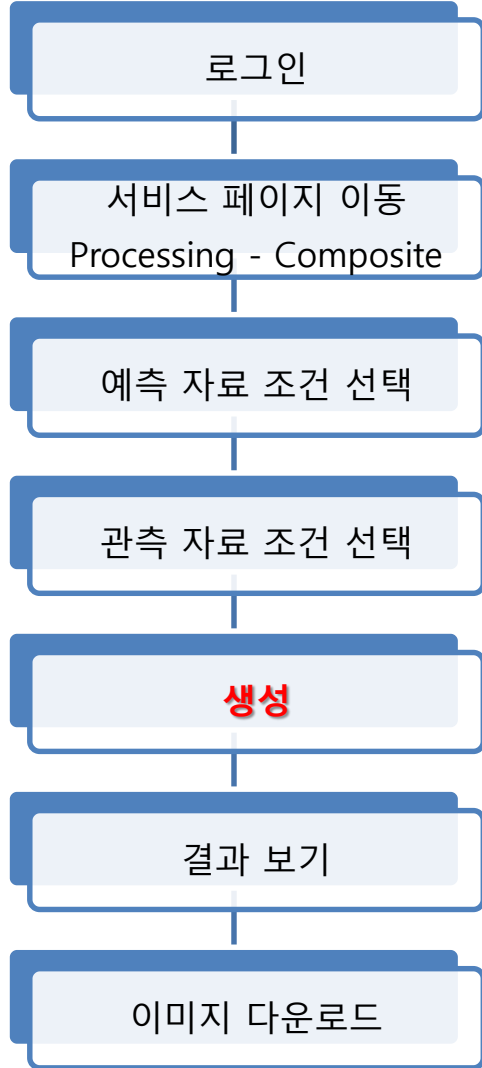 로그인
서비스 페이지 이동
Processing - Composite
예측 자료 조건 선택
관측 자료 조건 선택
생성
결과 보기
이미지 다운로드